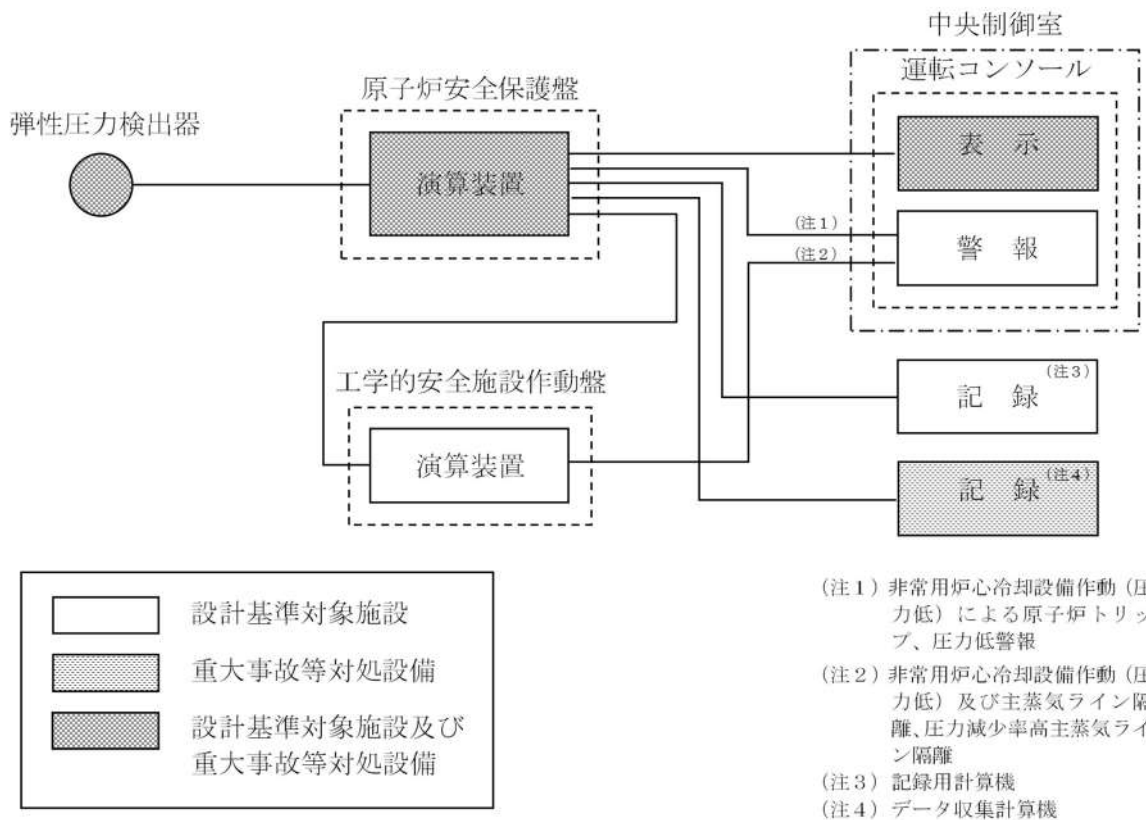 中央制御室
運転コンソール
原子炉安全保護盤
弾性圧力検出器
演算装置
表 示
(注1)
警 報
(注2)
工学的安全施設作動盤
演算装置
記 録 (注3)
記 録 (注4)
設計基準対象施設
重大事故等対処設備
設計基準対象施設及び
重大事故等対処設備
(注1) 非常用炉心冷却設備作動(圧
力低)による原子炉トリッ
プ、圧力低警報
(注2) 非常用炉心冷却設備作動(圧
力低)及び主蒸気ライン隔
離、圧力減少率高主蒸気ライ
ン隔離
(注3) 記録用計算機
(注4) データ収集計算機